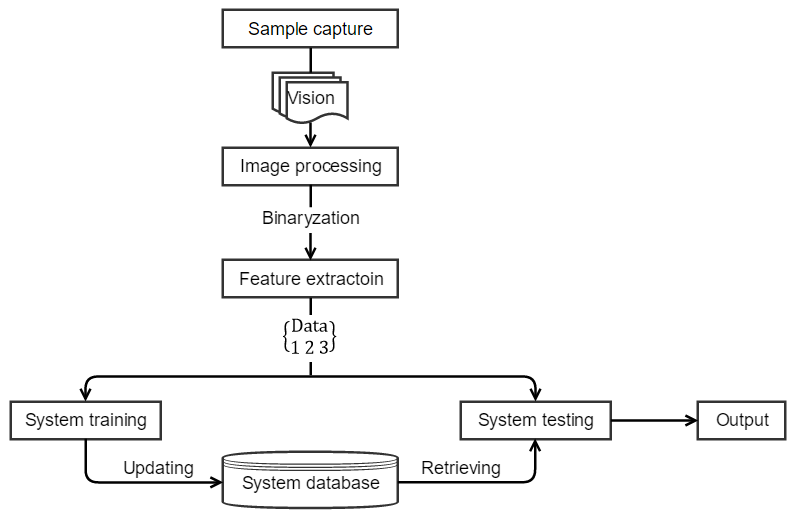 Sample capture
Vision
Image processing
Binaryzation
Feature extractoin
Data
1 2 3
System training
System testing
Output
Updating
System database
Retrieving